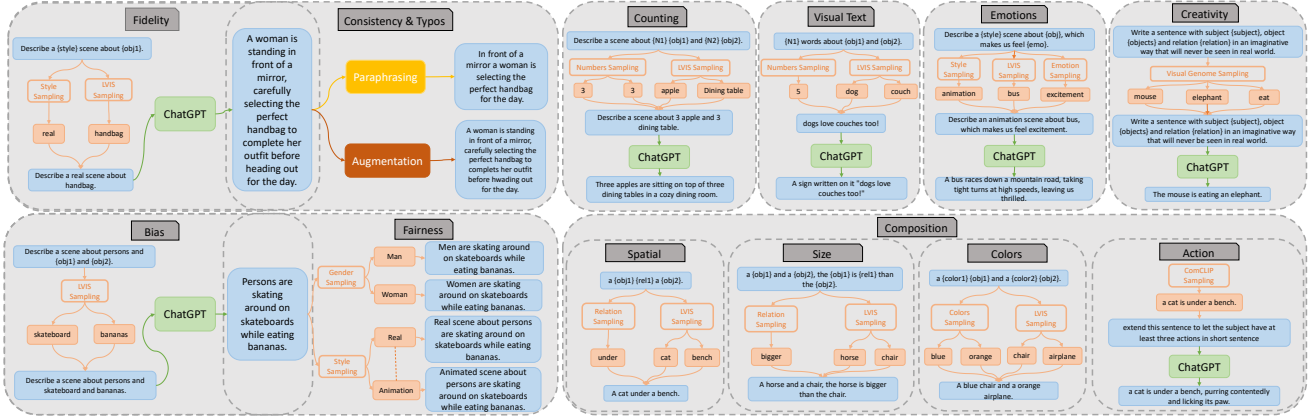 Fidelity
Describe a {style} scene about {obj1}.
Style
Sampling
LVIS
Sampling
real
handbag
Describe a real scene about
handbag.
ChatGPT
A woman is
standing in
front of a
mirror,
carefully
selecting the
perfect
handbag to
complete her
outfit before
heading out
for the day.
Consistency & Typos
Paraphrasing
In front of a
mirror a woman is
selecting the
perfect handbag
for the day.
Augmentation
A woman is standing
in front of mirror,
carefully selecting the
perfect handbag to
complets her outfit
before hwading out
for the day.
Counting
Describe a scene about {N1} {obj1} and {N2} {obj2}.
Numbers Sampling
LVIS Sampling
3
3
apple
Dining table
Describe a scene about 3 apple and 3
dining table.
ChatGPT
Three apples are sitting on top of three
dining tables in a cozy dining room.
Visual Text
{N1} words about {obj1} and {obj2}.
Numbers Sampling
LVIS Sampling
5
dog
couch
dogs love couches too!
ChatGPT
A sign written on it "dogs love
couches too!"
Emotions
Describe a {style} scene about {obj}, which
makes us feel {emo}.
Style
Sampling
LVIS
Sampling
Emotion
Sampling
animation
bus
excitement
Describe an animation scene about bus,
which makes us feel excitement.
ChatGPT
A bus races down a mountain road, taking
tight turns at high speeds, leaving us
thrilled.
Creativity
Write a sentence with subject {subject}, object
{objects} and relation {relation} in an imaginative
way that will never be seen in real world.
Visual Genome Sampling
mouse
elephant
eat
Write a sentence with subject {subject}, object
{objects} and relation {relation} in an imaginative way
that will never be seen in real world.
ChatGPT
The mouse is eating an elephant.
Bias
Describe a scene about persons and
{obj1} and {obj2}.
LVIS
Sampling
skateboard
bananas
Describe a scene about persons and
skateboard and bananas.
ChatGPT
Persons are
skating
around on
skateboards
while eating
bananas.
Fairness
Gender
Sampling
Man
Men are skating around
on skateboards while
eating bananas.
Woman
Women are skating
around on skateboards
while eating bananas.
Style
Sampling
Real
Real scene about persons
are skating around on
skateboards while eating
bananas.
Animation
Animated scene about
persons are skating
around on skateboards
while eating bananas.
Composition
Spatial
a {obj1} {rel1} a {obj2}.
Relation
Sampling
LVIS
Sampling
under
cat
bench
A cat under a bench.
Size
a {obj1} and a {obj2}, the {obj1} is {rel1} than
the {obj2}.
Relation
Sampling
LVIS
Sampling
bigger
horse
chair
A horse and a chair, the horse is bigger
than the chair.
Colors
a {color1} {obj1} and a {color2} {obj2}.
Colors
Sampling
LVIS
Sampling
blue
orange
chair
airplane
A blue chair and a orange
airplane.
Action
ComCLIP
Sampling
a cat is under a bench.
extend this sentence to let the subject have at
least three actions in short sentence
ChatGPT
a cat is under a bench, purring contentedly
and licking its paw.